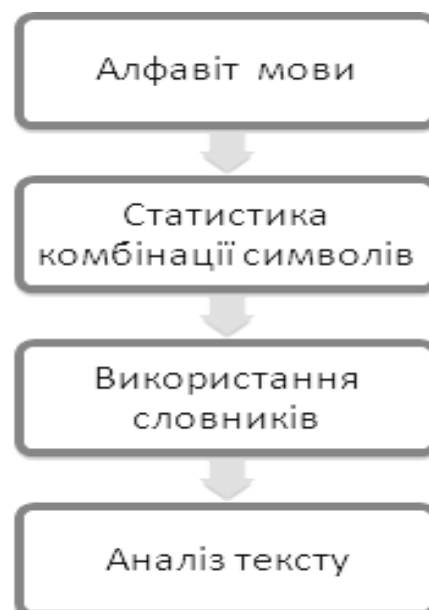 Алфавіт мови
Статистика
комбінації символів
Використання
словників
Аналіз тексту